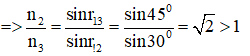 => n₂/n₃ = sinr₁₃/sinr₁₂ = sin45⁰/sin30⁰ = √2 > 1